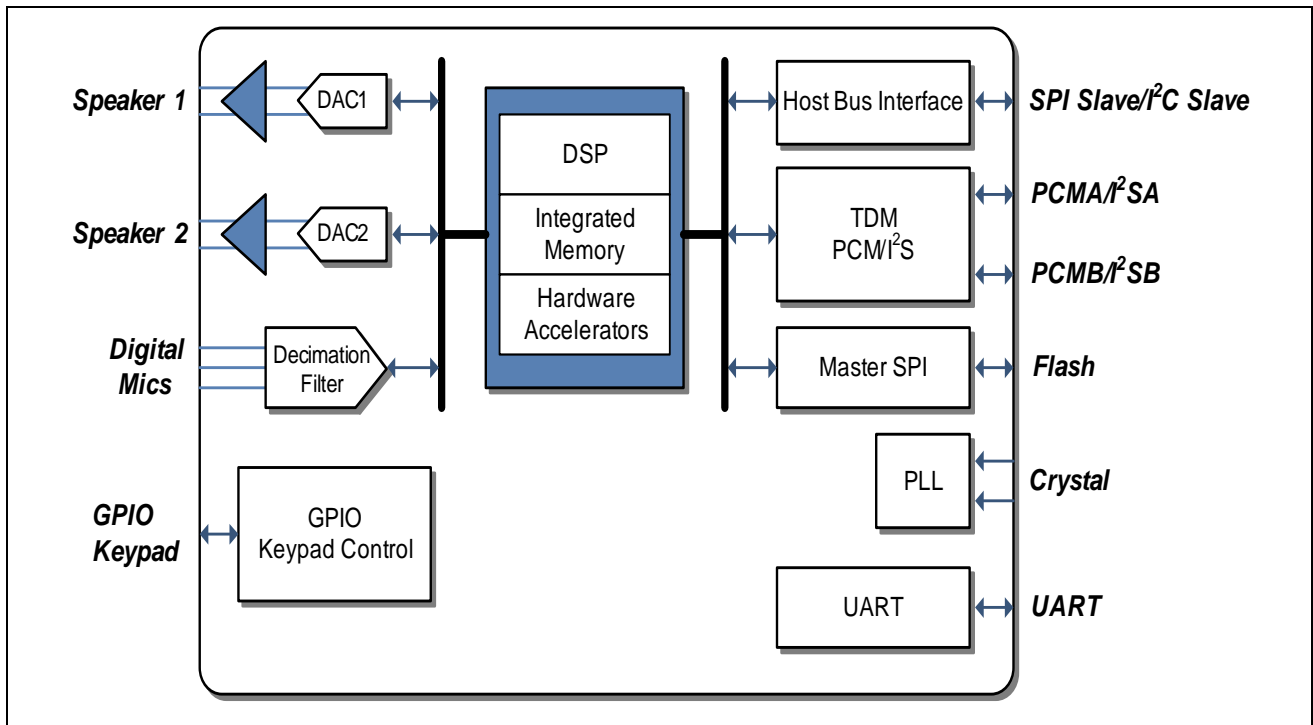 Speaker 1
DAC1
Speaker 2
DAC2
Digital
Mics
Decimation
Filter
GPIO
Keypad
GPIO
Keypad Control
DSP
Integrated
Memory
Hardware
Accelerators
Host Bus Interface
SPI Slave/I²C Slave
TDM
PCM/I²S
PCMA/I²SA
PCMB/I²SB
Master SPI
Flash
PLL
Crystal
UART
UART